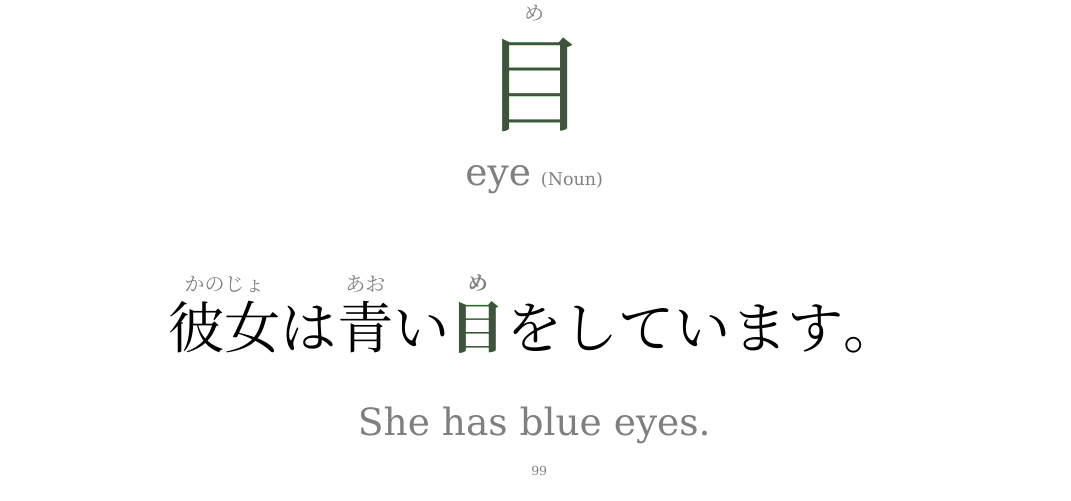 め
目
eye (Noun)
かのじょ あお め
彼女は青い目をしています。
She has blue eyes.
99